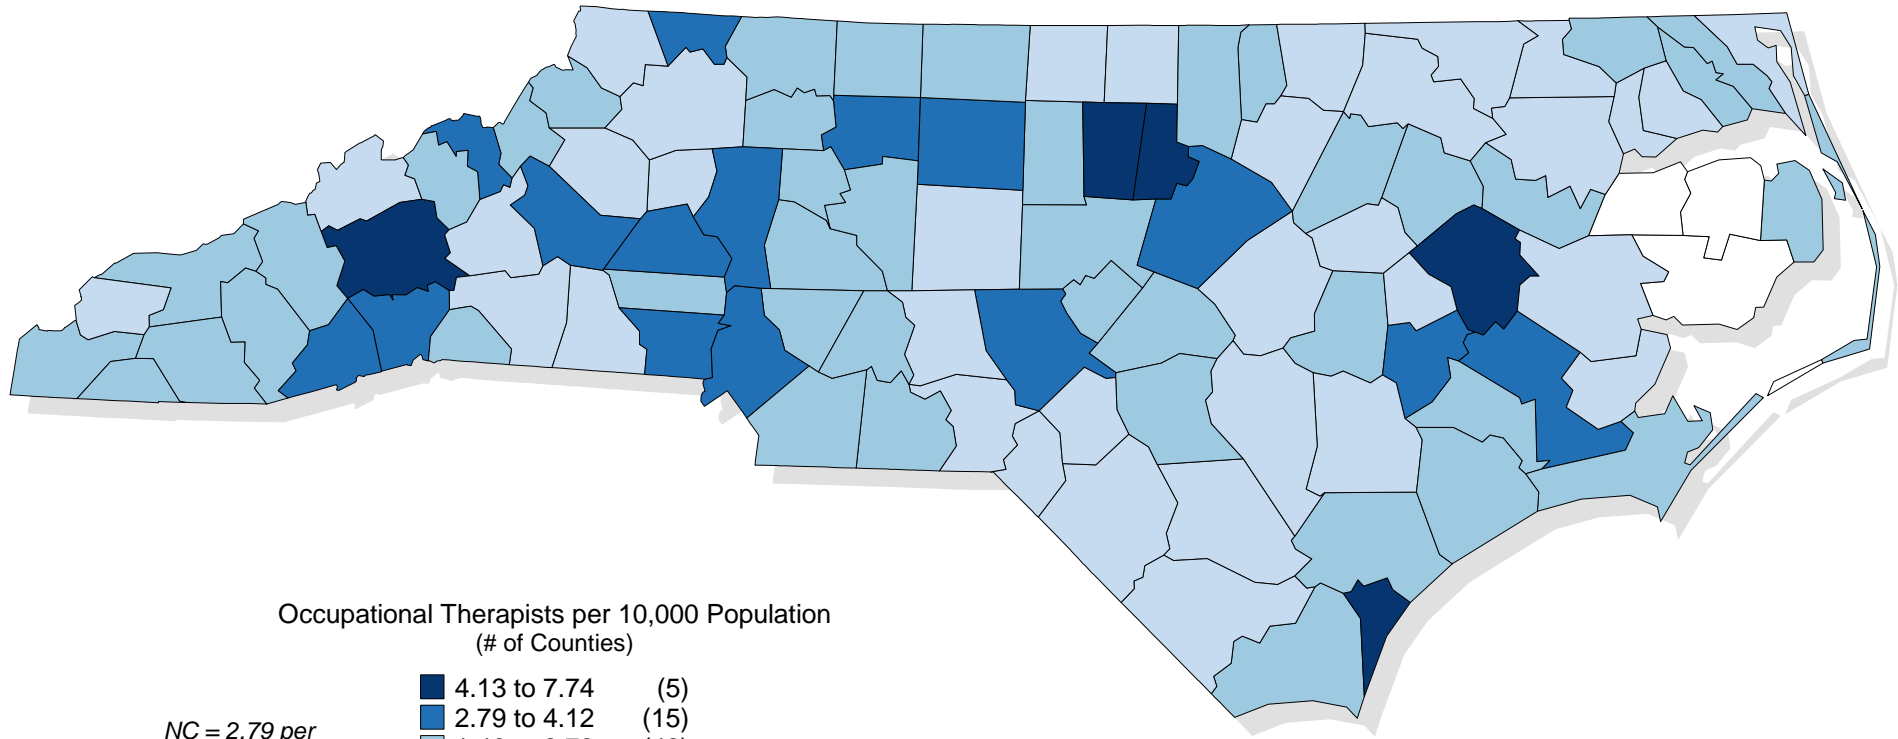 Occupational Therapists per 10,000 Population
(# of Counties)
4.13 to 7.74 (5)
2.79 to 4.12 (15)
NC = 2.79 per